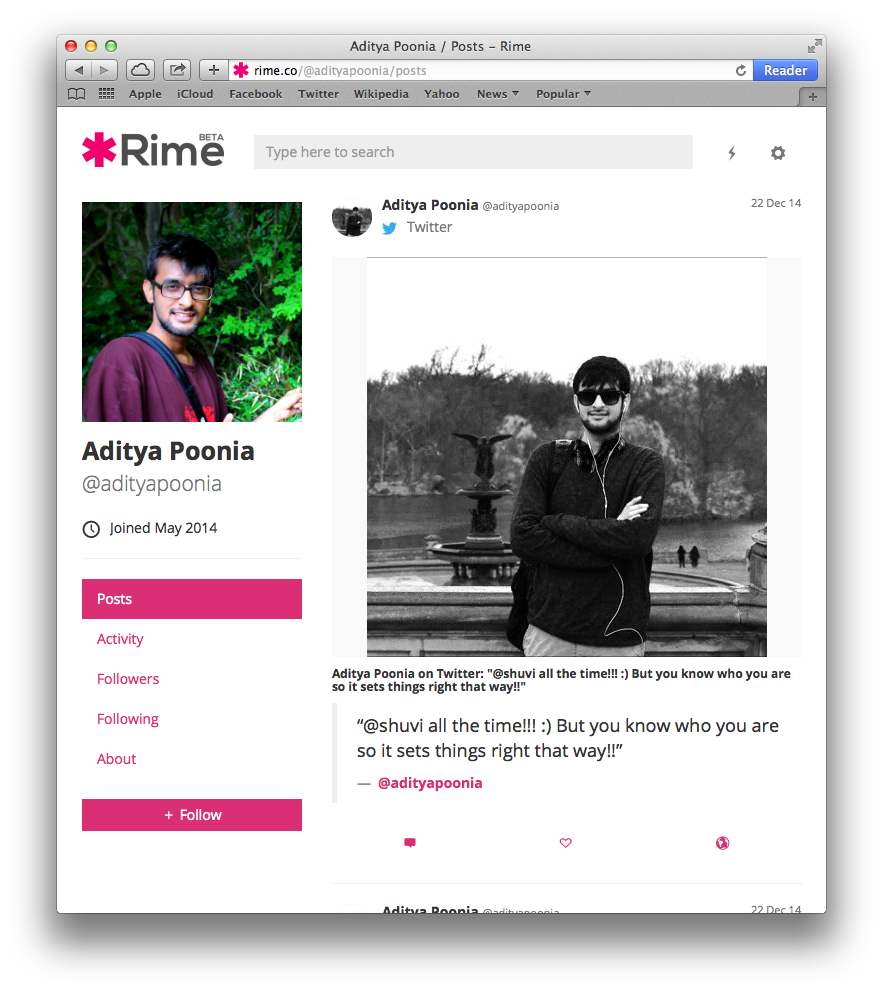 Aditya Poonia / Posts – Rime
rime.co/@adityapoonia/posts
Reader
Apple iCloud Facebook Twitter Wikipedia Yahoo News Popular
Rime BETA
Type here to search
Aditya Poonia
@adityapoonia
Joined May 2014
Posts
Activity
Followers
Following
About
+ Follow
Aditya Poonia @adityapoonia 22 Dec 14
Twitter
Aditya Poonia on Twitter: "@shuvi all the time!!! :) But you know who you are
so it sets things right that way!!"
“@shuvi all the time!!! :) But you know who you are
so it sets things right that way!!”
— @adityapoonia
Aditya Poonia @adityapoonia 22 Dec 14